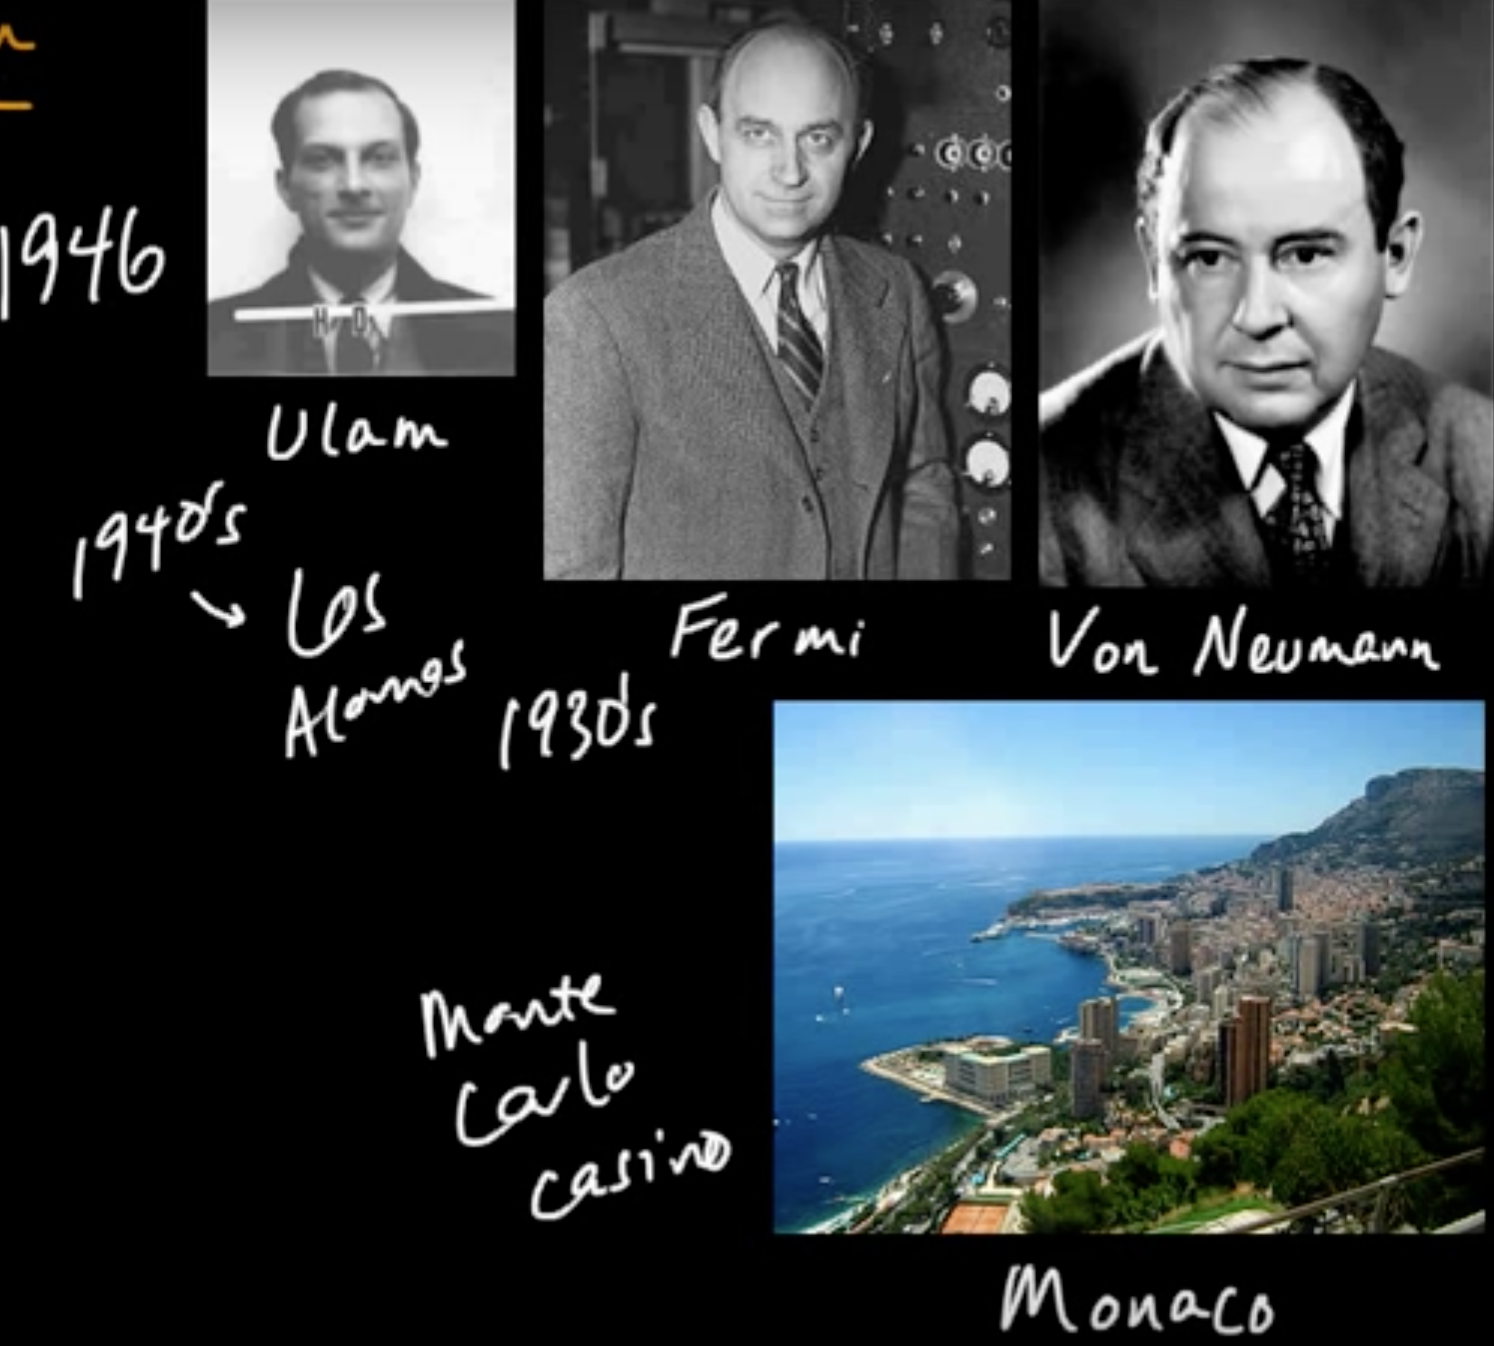 1946
Ulam
1940's
Los
Alamos
Fermi
Von Neumann
1930's
Monte
Carlo
casino
Monaco